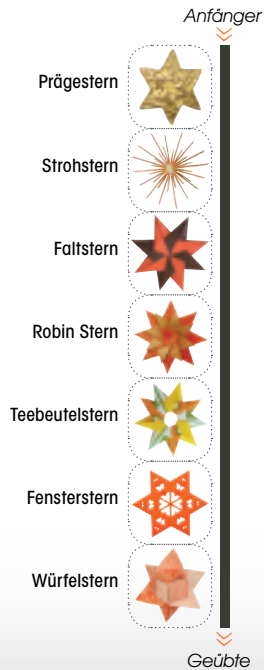 Anfänger
Prägestern
Strohstern
Faltstern
Robin Stern
Teebeutelstern
Fensterstern
Würfelstern
Geübte